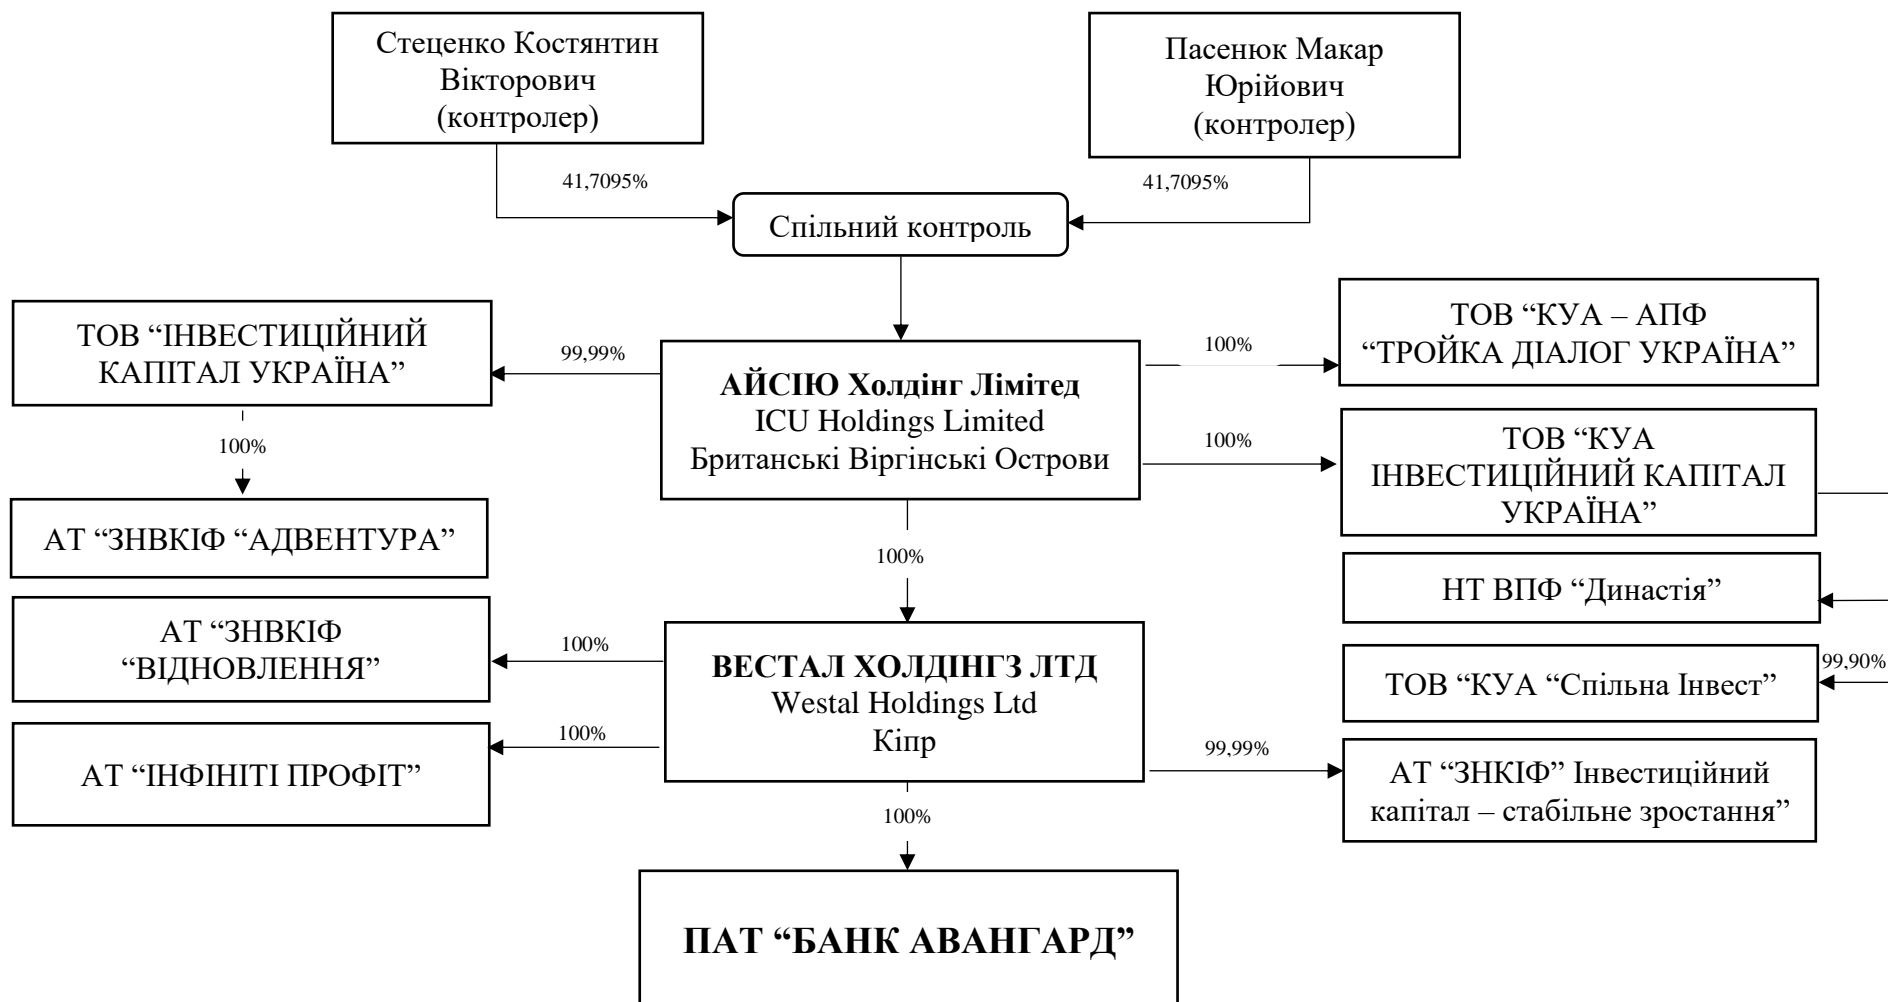 Стеценко Костянтин
Вікторович
(контролер)
Пасенюк Макар
Юрійович
(контролер)
41,7095%
41,7095%
Спільний контроль
ТОВ “ІНВЕСТИЦІЙНИЙ
КАПІТАЛ УКРАЇНА”
99,99%
АЙСІЮ Холдінг Лімітед
ICU Holdings Limited
Британські Віргінські Острови
100%
ТОВ “КУА – АПФ
“ТРОЙКА ДІАЛОГ УКРАЇНА”
100%
ТОВ “КУА
ІНВЕСТИЦІЙНИЙ КАПІТАЛ
УКРАЇНА”
100%
АТ “ЗНВКІФ “АДВЕНТУРА”
100%
НТ ВПФ “Династія”
АТ “ЗНВКІФ
“ВІДНОВЛЕННЯ”
100%
ВЕСТАЛ ХОЛДІНГЗ ЛТД
Westal Holdings Ltd
Кіпр
ТОВ “КУА “Спільна Інвест”
99,90%
АТ “ІНФІНІТІ ПРОФІТ”
100%
99,99%
АТ “ЗНКІФ” Інвестиційний
капітал – стабільне зростання”
100%
ПАТ “БАНК АВАНГАРД”